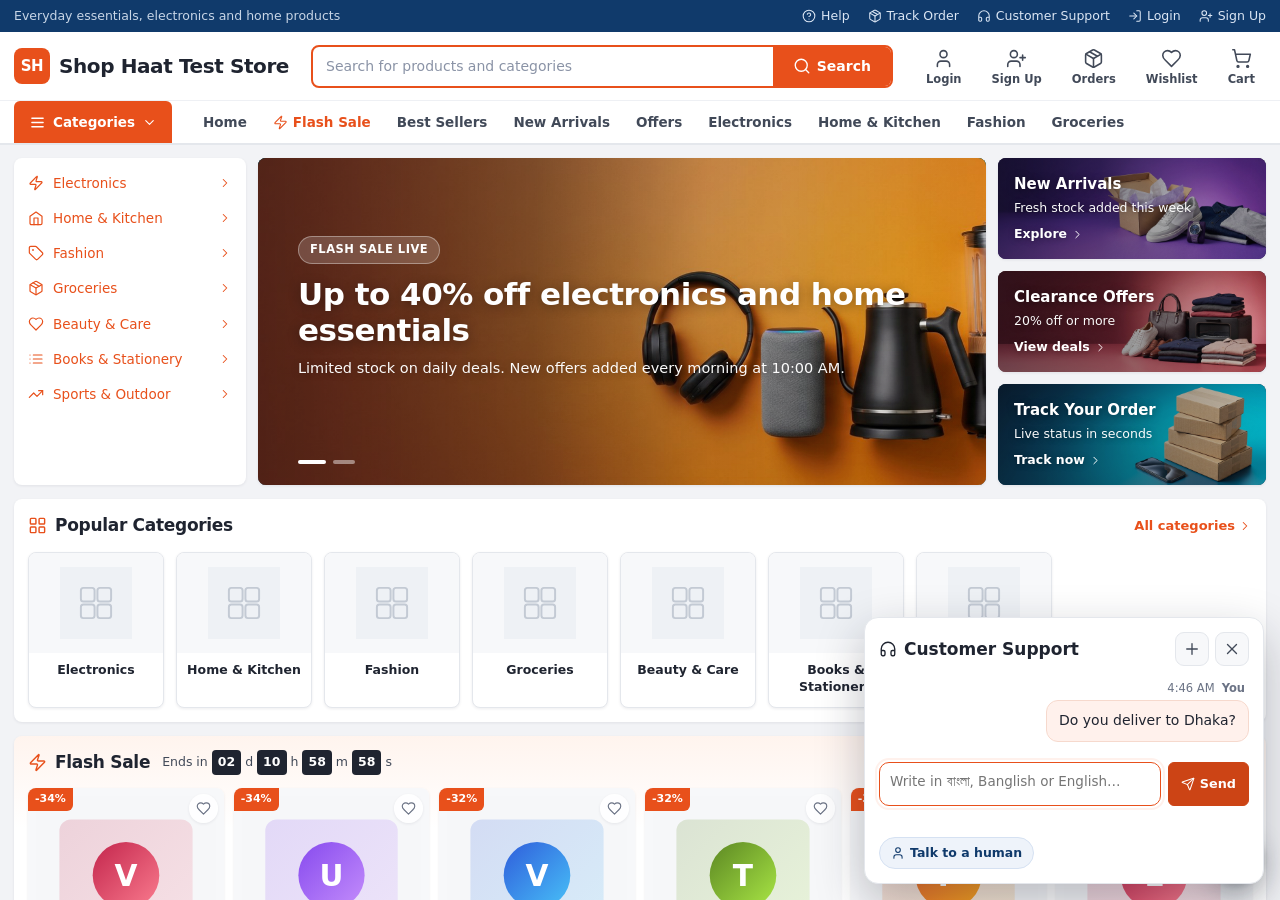 Everyday essentials, electronics and home products
Help
Track Order
Customer Support
Login
Sign Up
SH
Shop Haat Test Store
Search for products and categories
Search
Login
Sign Up
Orders
Wishlist
Cart
Categories
Home
Flash Sale
Best Sellers
New Arrivals
Offers
Electronics
Home & Kitchen
Fashion
Groceries
Electronics
Home & Kitchen
Fashion
Groceries
Beauty & Care
Books & Stationery
Sports & Outdoor
FLASH SALE LIVE
Up to 40% off electronics and home
essentials
Limited stock on daily deals. New offers added every morning at 10:00 AM.
New Arrivals
Fresh stock added this week
Explore
Clearance Offers
20% off or more
View deals
Track Your Order
Live status in seconds
Track now
Popular Categories
All categories
Electronics
Home & Kitchen
Fashion
Groceries
Beauty & Care
Books &
Flash Sale
Ends in 02 d 10 h 58 m 58 s
-34%
-34%
-32%
-32%
V
U
V
T
Customer Support
4:46 AM You
Do you deliver to Dhaka?
Write in বাংলা, Banglish or English...
Send
Talk to a human